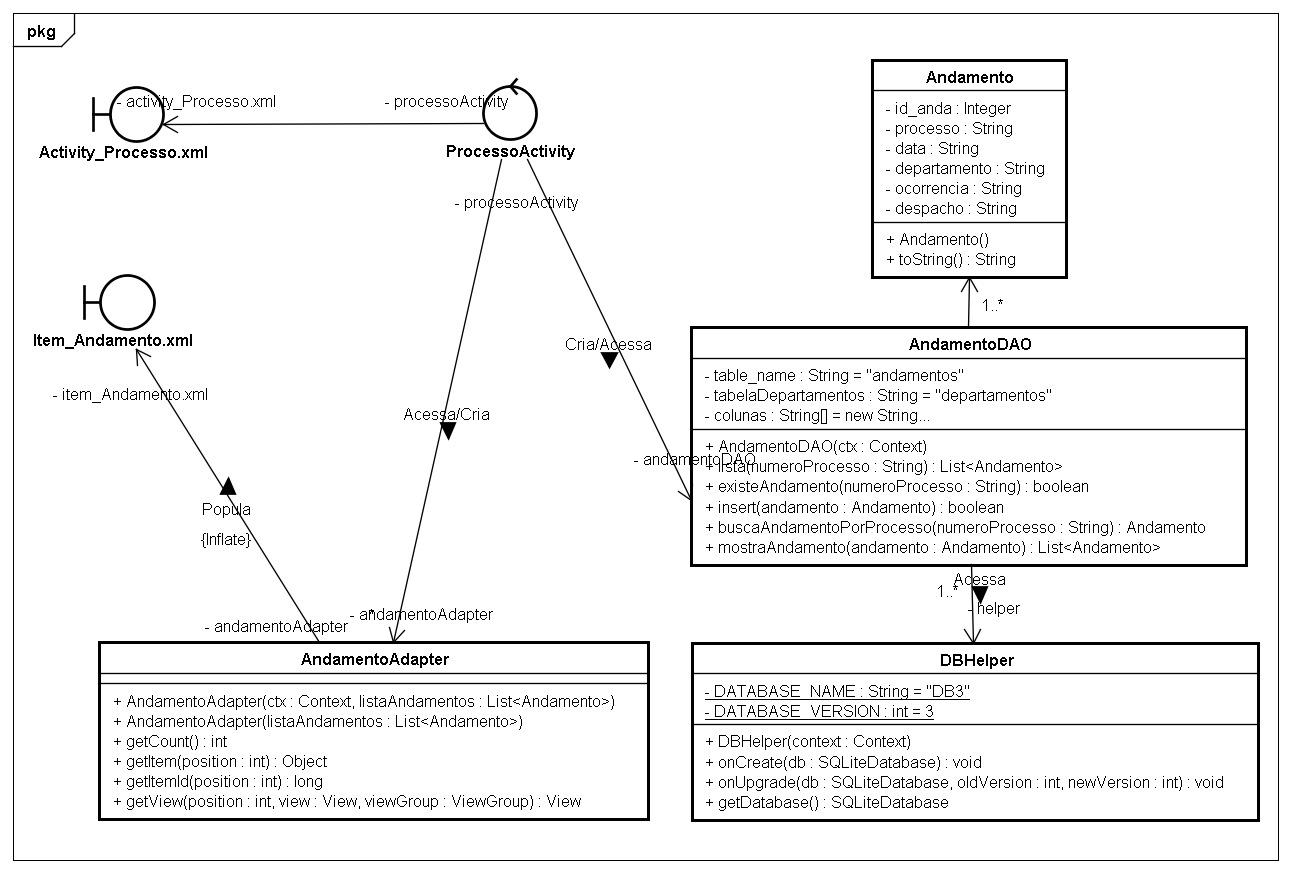 pkg
- activity_Processo.xml
- processoActivity
Activity_Processo.xml
ProcessoActivity
- processoActivity
Item_Andamento.xml
- item_Andamento.xml
Cria/Acessa
Acessa/Cria
- andamentoDAO
Popula
{Inflate}
- andamentoAdapter
*
- andamentoAdapter
Andamento
- id_anda : Integer
- processo : String
- data : String
- departamento : String
- ocorrencia : String
- despacho : String
+ Andamento()
+ toString() : String
1..*
AndamentoDAO
- table_name : String = "andamentos"
- tabelaDepartamentos : String = "departamentos"
- colunas : String[] = new String...
+ AndamentoDAO(ctx : Context)
+ lista(numeroProcesso : String) : List<Andamento>
+ existeAndamento(numeroProcesso : String) : boolean
+ insert(andamento : Andamento) : boolean
+ buscaAndamentoPorProcesso(numeroProcesso : String) : Andamento
+ mostraAndamento(andamento : Andamento) : List<Andamento>
Acessa
1..*
- helper
AndamentoAdapter
+ AndamentoAdapter(ctx : Context, listaAndamentos : List<Andamento>)
+ AndamentoAdapter(listaAndamentos : List<Andamento>)
+ getCount() : int
+ getItem(position : int) : Object
+ getItemId(position : int) : long
+ getView(position : int, view : View, viewGroup : ViewGroup) : View
DBHelper
- DATABASE_NAME : String = "DB3"
- DATABASE_VERSION : int = 3
+ DBHelper(context : Context)
+ onCreate(db : SQLiteDatabase) : void
+ onUpgrade(db : SQLiteDatabase, oldVersion : int, newVersion : int) : void
+ getDatabase() : SQLiteDatabase